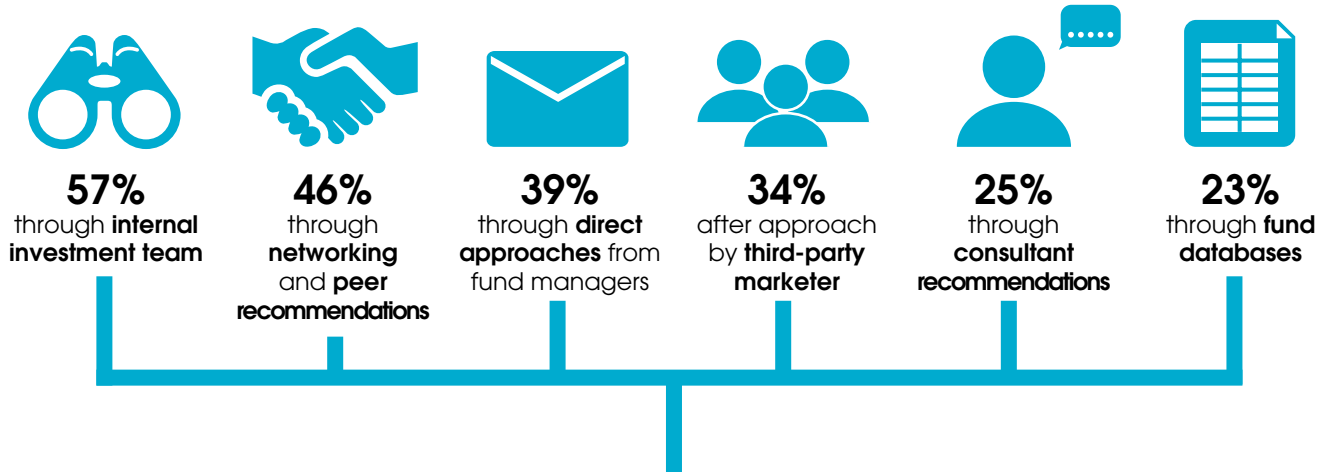 57%
through internal
investment team
46%
through
networking
and peer
recommendations
39%
through direct
approaches from
fund managers
34%
after approach
by third-party
marketer
25%
through
consultant
recommendations
23%
through fund
databases